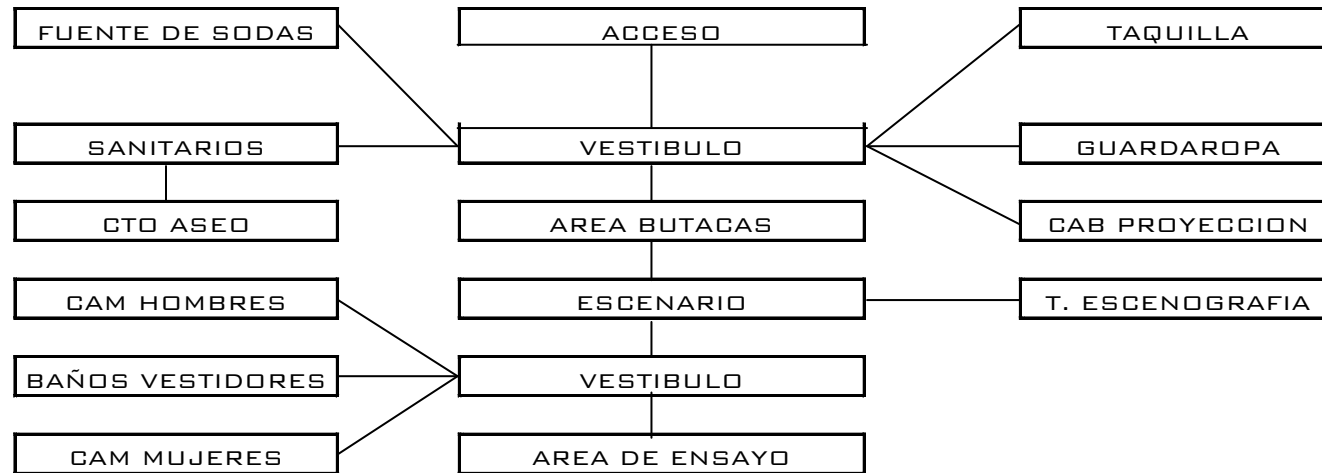 FUENTE DE SODAS
ACCESO
TAQUILLA
SANITARIOS
VESTIBULO
GUARDAROPA
CTO ASEO
AREA BUTACAS
CAB PROYECCION
CAM HOMBRES
ESCENARIO
T. ESCENOGRAFIA
BAÑOS VESTIDORES
VESTIBULO
CAM MUJERES
AREA DE ENSAYO